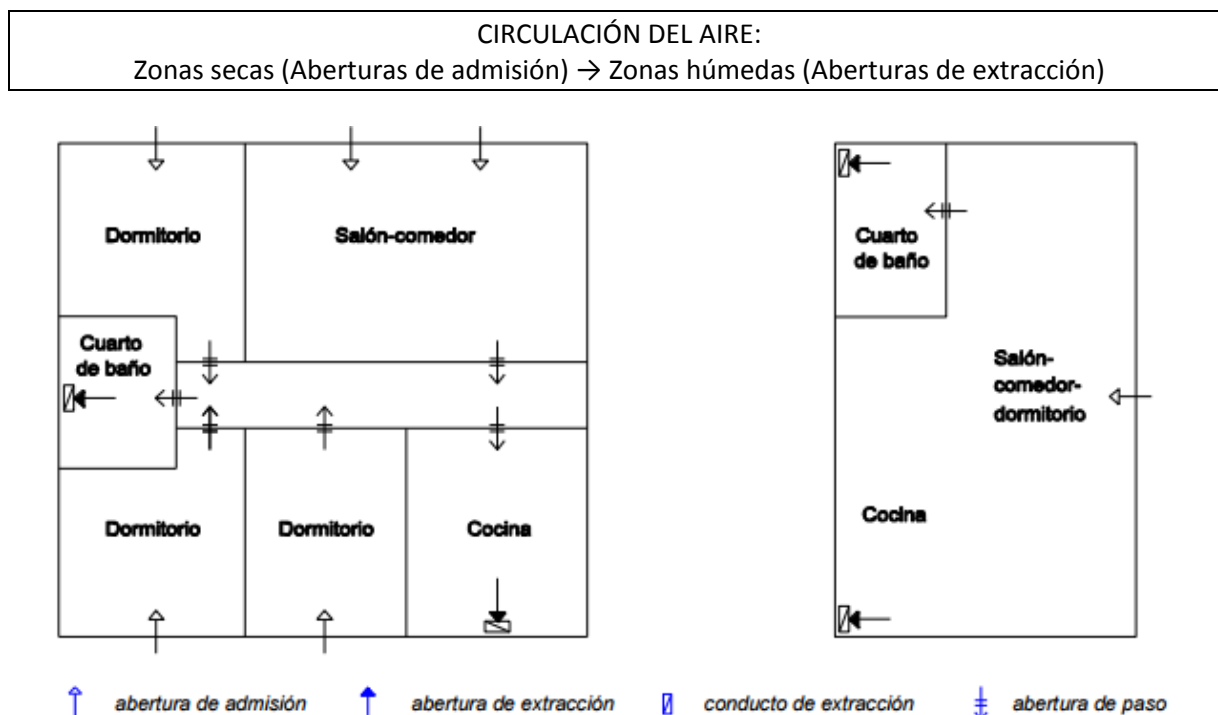 CIRCULACIÓN DEL AIRE:
Zonas secas (Aberturas de admisión) → Zonas húmedas (Aberturas de extracción)
Dormitorio
Salón-comedor
Cuarto
de baño
Dormitorio
Dormitorio
Cocina
Cuarto
de baño
Salón-
comedor-
dormitorio
Cocina
abertura de admisión
abertura de extracción
conducto de extracción
abertura de paso